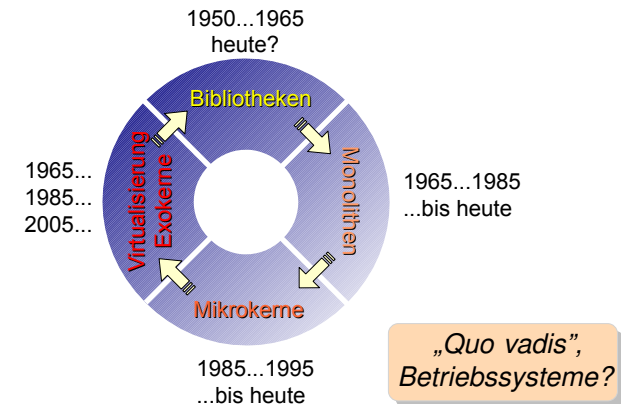 1950...1965
heute?
Bibliotheken
Monolithen
1965...1985
...bis heute
Mikrokerne
1985...1995
...bis heute
Virtualisierung
Exokerne
1965...
1985...
2005...
„Quo vadis”,
Betriebssysteme?